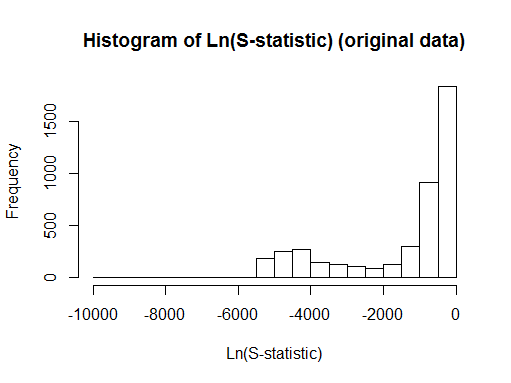 Histogram of Ln(S-statistic) (original data)
Frequency
1500
1000
500
0
-10000 -8000 -6000 -4000 -2000 0
Ln(S-statistic)